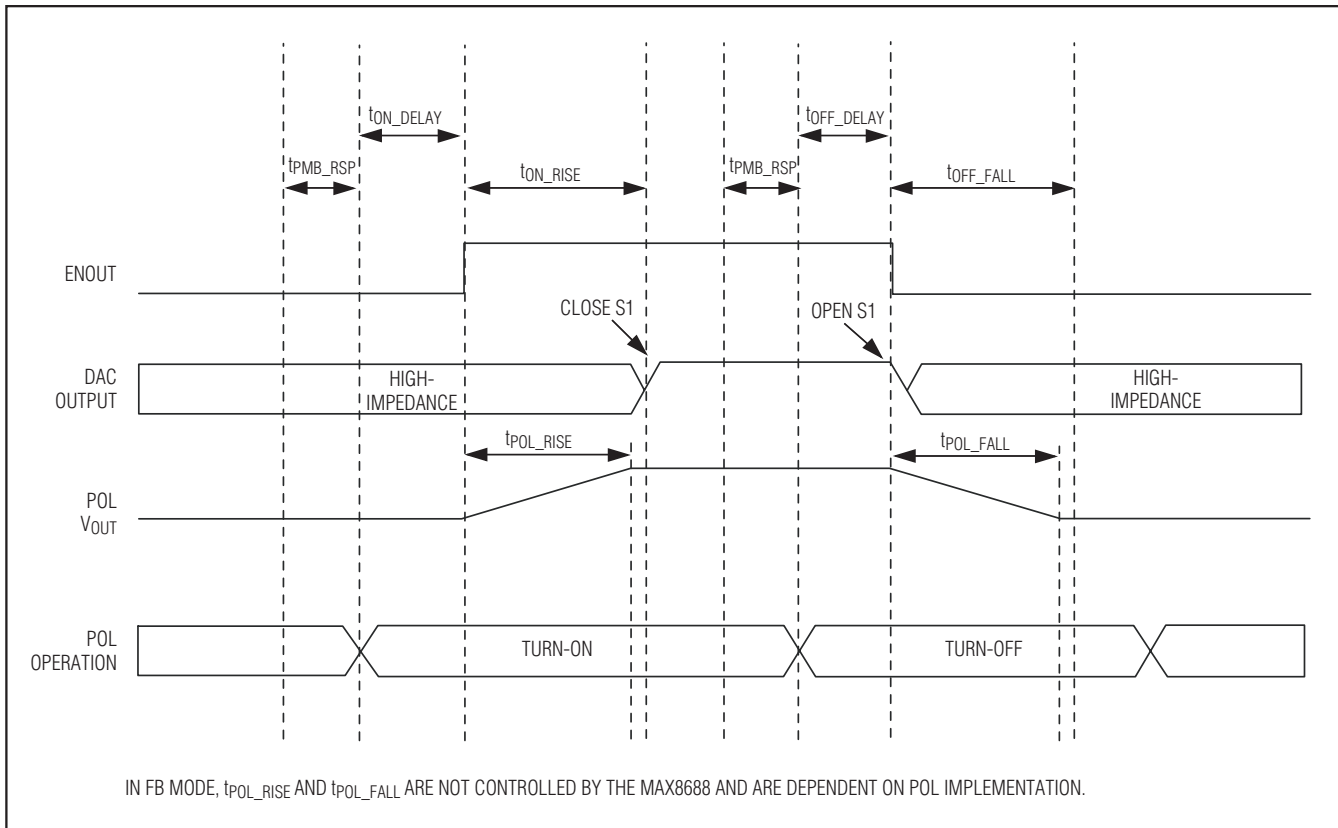 tON_DELAY
tOFF_DELAY
tPMB_RSP
tON_RISE
tPMB_RSP
tOFF_FALL
ENOUT
CLOSE S1
OPEN S1
DAC
OUTPUT
HIGH-
IMPEDANCE
HIGH-
IMPEDANCE
tPOL_RISE
tPOL_FALL
POL
VOUT
POL
OPERATION
TURN-ON
TURN-OFF
IN FB MODE, tPOL_RISE AND tPOL_FALL ARE NOT CONTROLLED BY THE MAX8688 AND ARE DEPENDENT ON POL IMPLEMENTATION.